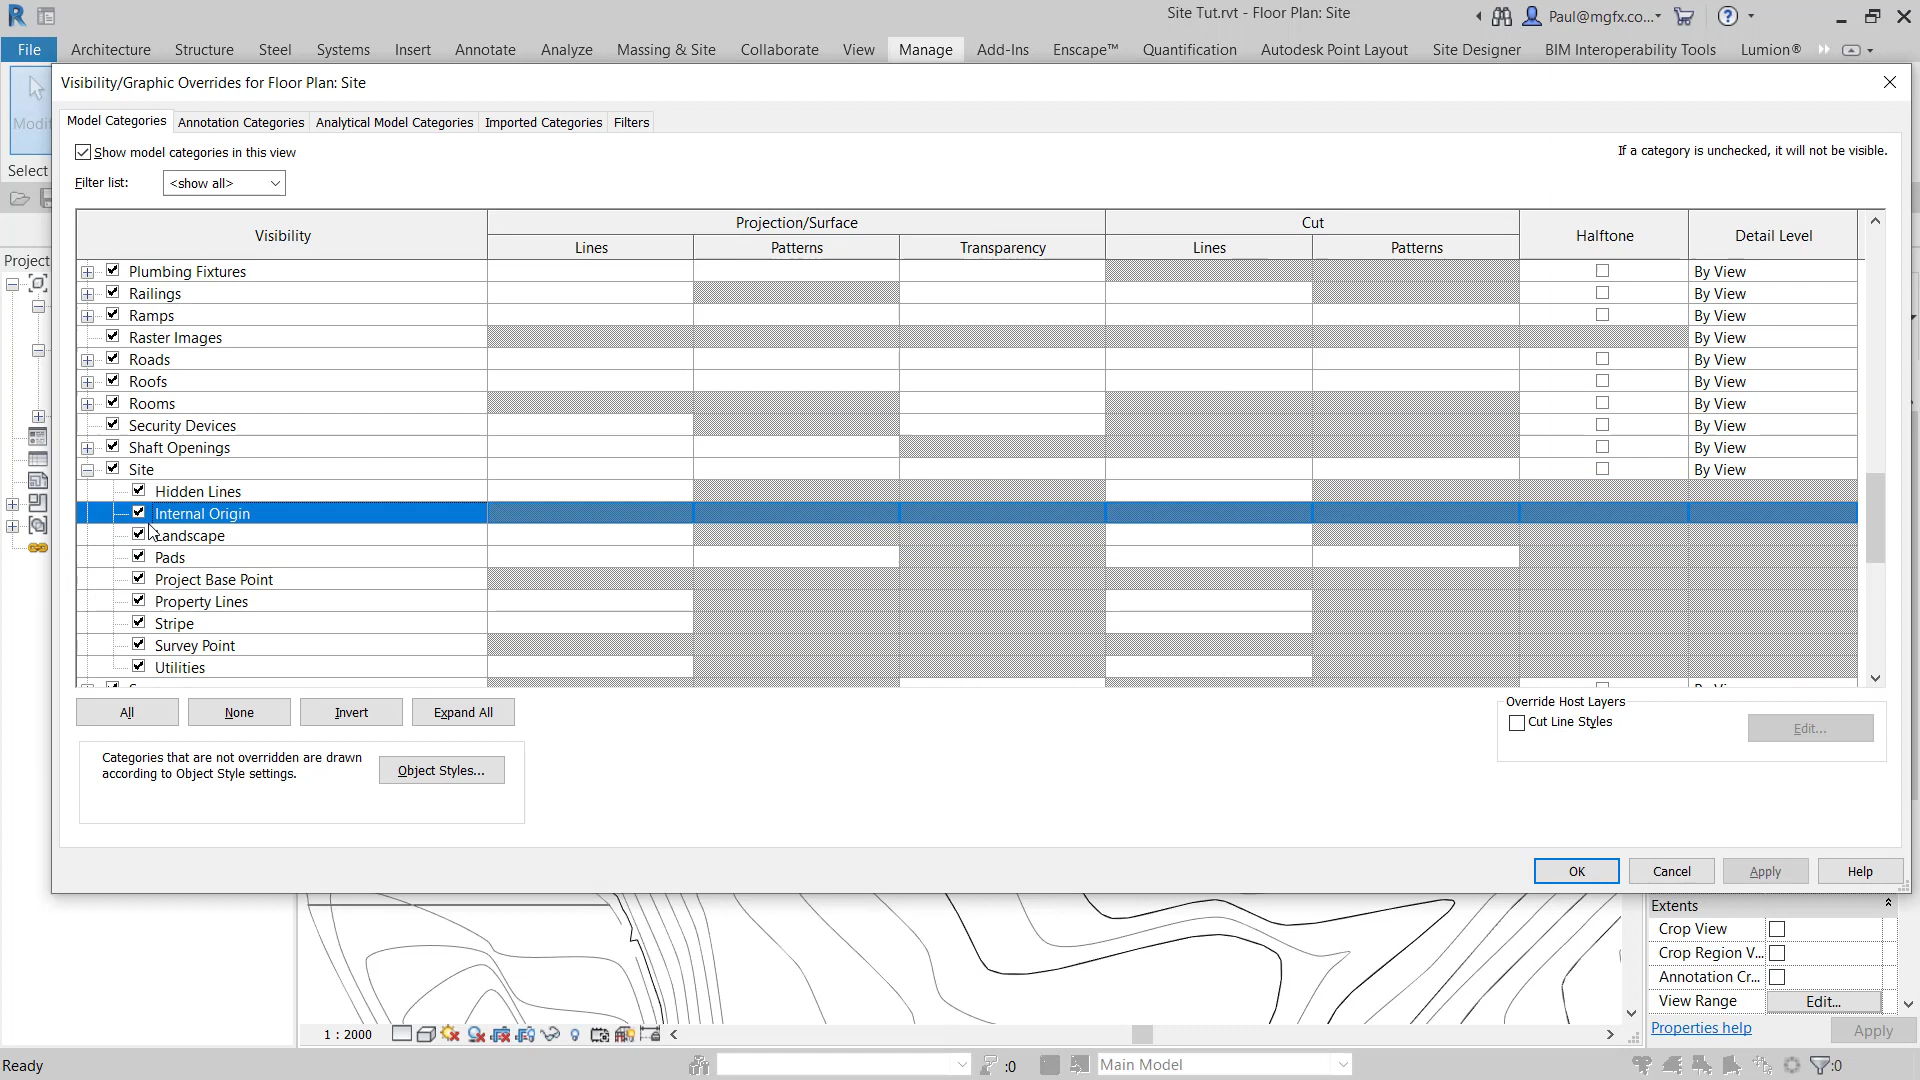 Site Tut.rvt - Floor Plan: Site
Paul@mgfx.co...
File Architecture Structure Steel Systems Insert Annotate Analyze Massing & Site Collaborate View Manage Add-Ins Enscape™ Quantification Autodesk Point Layout Site Designer BIM Interoperability Tools Lumion®
Visibility/Graphic Overrides for Floor Plan: Site
Modi
Select
Project
Model Categories Annotation Categories Analytical Model Categories Imported Categories Filters
Show model categories in this view
If a category is unchecked, it will not be visible.
Filter list: <show all>
Visibility Projection/Surface Cut Halftone Detail Level
Lines Patterns Transparency Lines Patterns
Plumbing Fixtures By View
Railings By View
Ramps By View
Raster Images By View
Roads By View
Roofs By View
Rooms By View
Security Devices By View
Shaft Openings By View
Site By View
Hidden Lines
Internal Origin
Landscape
Pads
Project Base Point
Property Lines
Stripe
Survey Point
Utilities
All None Invert Expand All
Override Host Layers
Cut Line Styles Edit...
Categories that are not overridden are drawn
according to Object Style settings.
Object Styles...
OK Cancel Apply Help
Extents
Crop View
Crop Region V...
Annotation Cr...
View Range Edit...
Properties help Apply
1 : 2000
Ready :0 Main Model :0